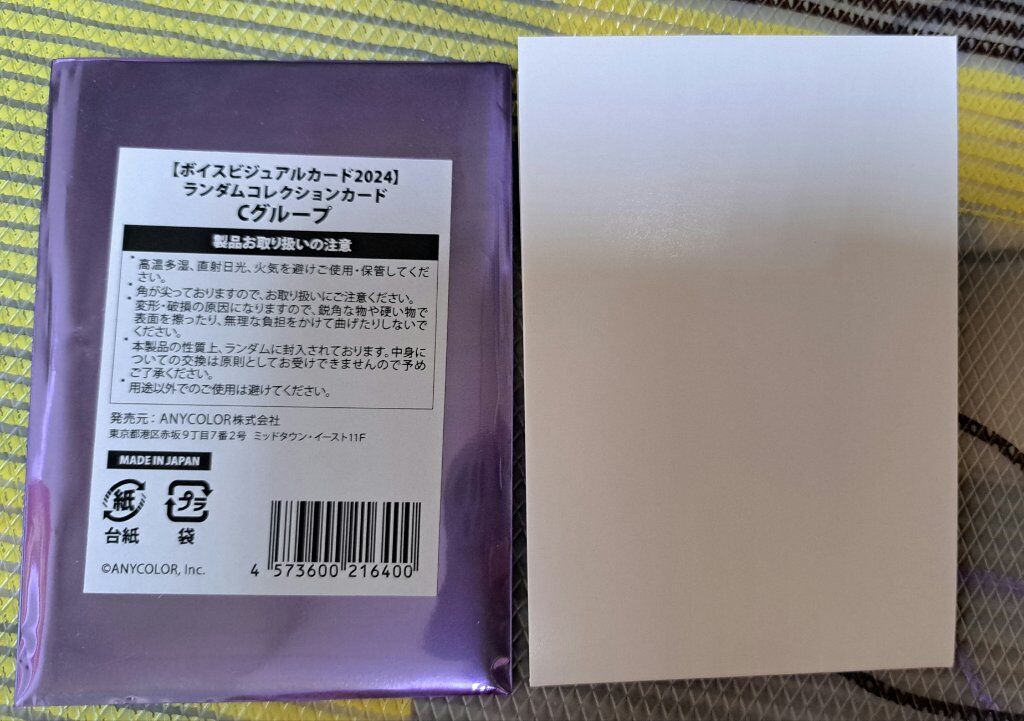 【ボイスビジュアルカード2024】
ランダムコレクションカード
Cグループ
製品お取り扱いの注意
・高温多湿、直射日光、火気を避けご使用・保管してくだ
さい。
・角が尖っておりますので、お取り扱いにご注意ください。
・変形・破損の原因になりますので、鋭角な物や硬い物で
表面を擦ったり、無理な負担をかけて曲げたりしないで
ください。
・本製品の性質上、ランダムに封入されております。中身に
ついての交換は原則としてお受けできませんので予め
ご了承ください。
・用途以外でのご使用は避けてください。
発売元：ANYCOLOR株式会社
東京都港区赤坂9丁目7番2号 ミッドタウン・イースト11F
MADE IN JAPAN
紙 プラ
台紙 袋
©ANYCOLOR, Inc.
4 573600 216400